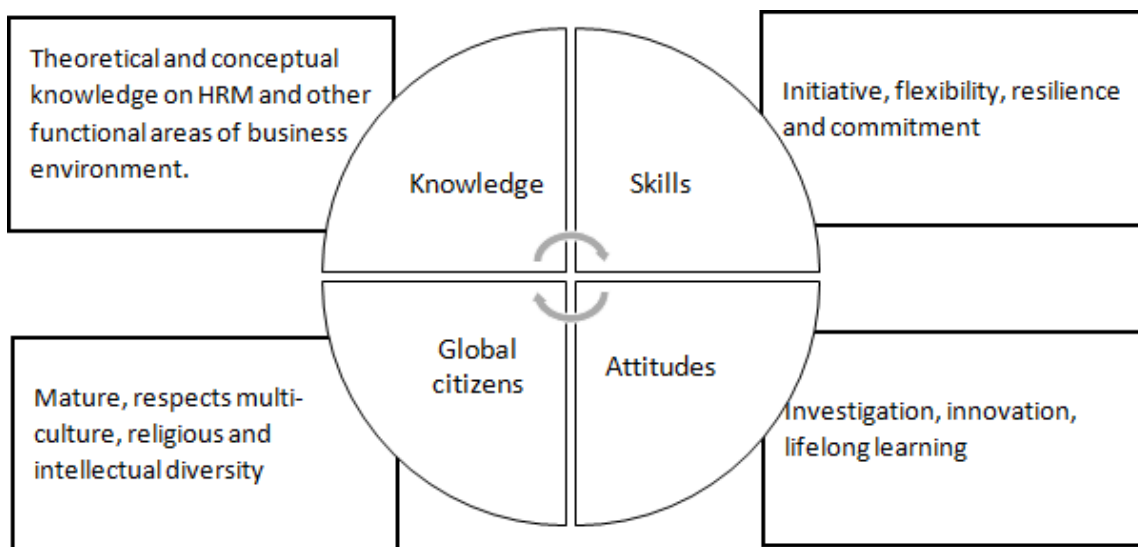 Theoretical and conceptual
knowledge on HRM and other
functional areas of business
environment.
Initiative, flexibility, resilience
and commitment
Knowledge
Skills
Global
citizens
Attitudes
Mature, respects multi-
culture, religious and
intellectual diversity
Investigation, innovation,
lifelong learning